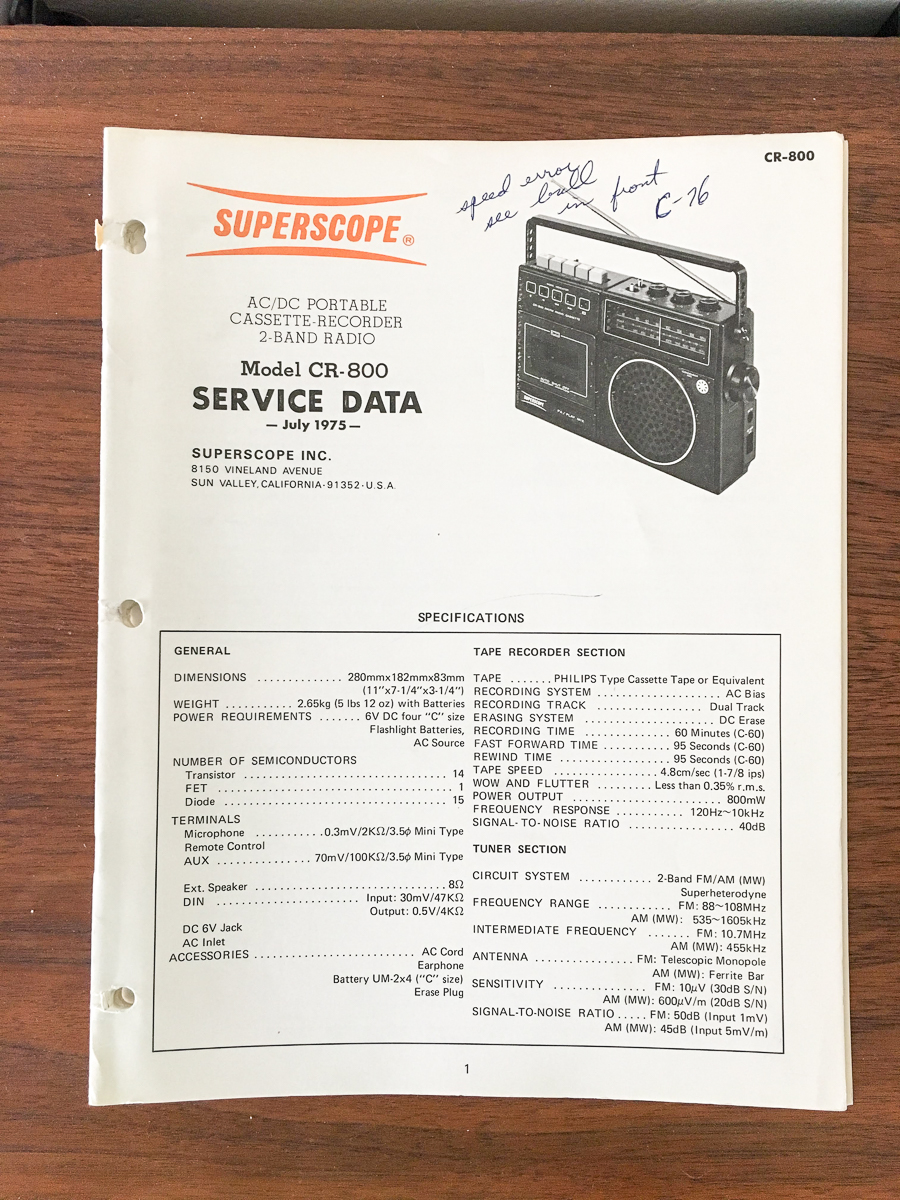 CR-800
speed error
see bull
in front
C-76
SUPERSCOPE®
AC/DC PORTABLE
CASSETTE-RECORDER
2-BAND RADIO
Model CR-800
SERVICE DATA
— July 1975 —
SUPERSCOPE INC.
8150 VINELAND AVENUE
SUN VALLEY, CALIFORNIA · 91352 · U.S.A.
SUPERSCOPE
SPECIFICATIONS
GENERAL
DIMENSIONS .............. 280mmx182mmx83mm
(11"x7-1/4"x3-1/4")
WEIGHT ........... 2.65kg (5 lbs 12 oz) with Batteries
POWER REQUIREMENTS ....... 6V DC four "C" size
Flashlight Batteries,
AC Source
NUMBER OF SEMICONDUCTORS
Transistor .............................. 14
FET .................................... 1
Diode .................................. 15
TERMINALS
Microphone ........... 0.3mV/2KΩ/3.5φ Mini Type
Remote Control
AUX ............... 70mV/100KΩ/3.5φ Mini Type
Ext. Speaker .............................. 8Ω
DIN ..................... Input: 30mV/47KΩ
Output: 0.5V/4KΩ
DC 6V Jack
AC Inlet
ACCESSORIES ......................... AC Cord
Earphone
Battery UM-2x4 ("C" size)
Erase Plug
TAPE RECORDER SECTION
TAPE ....... PHILIPS Type Cassette Tape or Equivalent
RECORDING SYSTEM .................... AC Bias
RECORDING TRACK ................. Dual Track
ERASING SYSTEM ..................... DC Erase
RECORDING TIME ............. 60 Minutes (C-60)
FAST FORWARD TIME ........... 95 Seconds (C-60)
REWIND TIME .................. 95 Seconds (C-60)
TAPE SPEED ................ 4.8cm/sec (1-7/8 ips)
WOW AND FLUTTER ......... Less than 0.35% r.m.s.
POWER OUTPUT ........................ 800mW
FREQUENCY RESPONSE ........... 120Hz~10kHz
SIGNAL-TO-NOISE RATIO ................. 40dB
TUNER SECTION
CIRCUIT SYSTEM ............ 2-Band FM/AM (MW)
Superheterodyne
FREQUENCY RANGE ............ FM: 88~108MHz
AM (MW): 535~1605kHz
INTERMEDIATE FREQUENCY ....... FM: 10.7MHz
AM (MW): 455kHz
ANTENNA ................ FM: Telescopic Monopole
AM (MW): Ferrite Bar
SENSITIVITY ............... FM: 10μV (30dB S/N)
AM (MW): 600μV/m (20dB S/N)
SIGNAL-TO-NOISE RATIO ..... FM: 50dB (Input 1mV)
AM (MW): 45dB (Input 5mV/m)
1